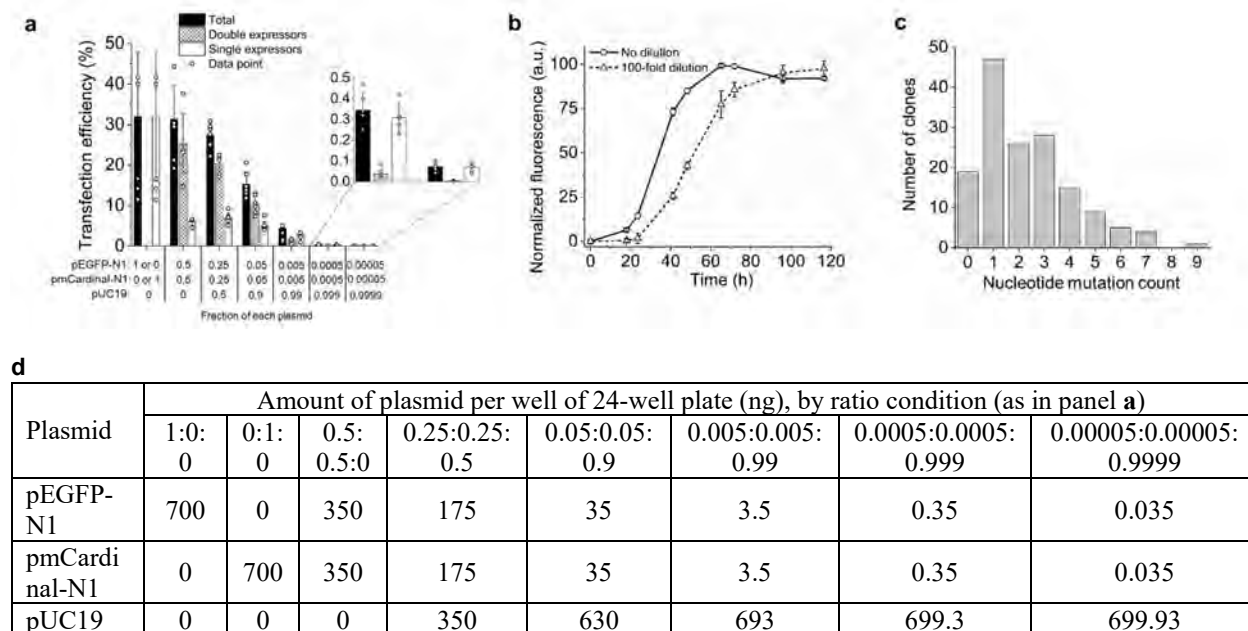 a
Total
Double expressors
Single expressors
Data point
Transfection efficiency (%)
50
40
30
20
10
0
0.5
0.4
0.3
0.2
0.1
0.0
pEGFP-N1: 1 or 0 0.5 0.25 0.05 0.005 0.0005 0.00005
pmCardinal-N1: 0 or 1 0.5 0.25 0.05 0.005 0.0005 0.00005
pUC19 0 0 0.5 0.9 0.99 0.999 0.9999
Fraction of each plasmid
b
No dilution
100-fold dilution
Normalized fluorescence (a.u.)
100
75
50
25
0
0 20 40 60 80 100 120
Time (h)
c
Number of clones
50
40
30
20
10
0
0 1 2 3 4 5 6 7 8 9
Nucleotide mutation count
d
Plasmid
Amount of plasmid per well of 24-well plate (ng), by ratio condition (as in panel a)
1:0: 0:1: 0.5: 0.25:0.25: 0.05:0.05: 0.005:0.005: 0.0005:0.0005: 0.00005:0.00005:
0 0 0.5:0 0.5 0.9 0.99 0.999 0.9999
pEGFP-
N1 700 0 350 175 35 3.5 0.35 0.035
pmCardi
nal-N1 0 700 350 175 35 3.5 0.35 0.035
pUC19 0 0 0 350 630 693 699.3 699.93